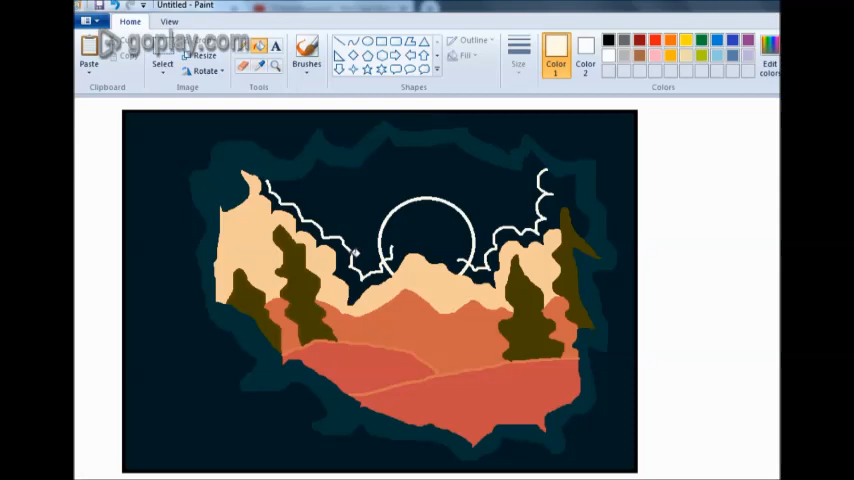 Untitled - Paint
Home
View
goplay.com
Paste
Select
Resize
Rotate
A
Brushes
Outline
Fill
Size
Color
1
Color
2
Edit
colors
Clipboard
Image
Tools
Shapes
Colors